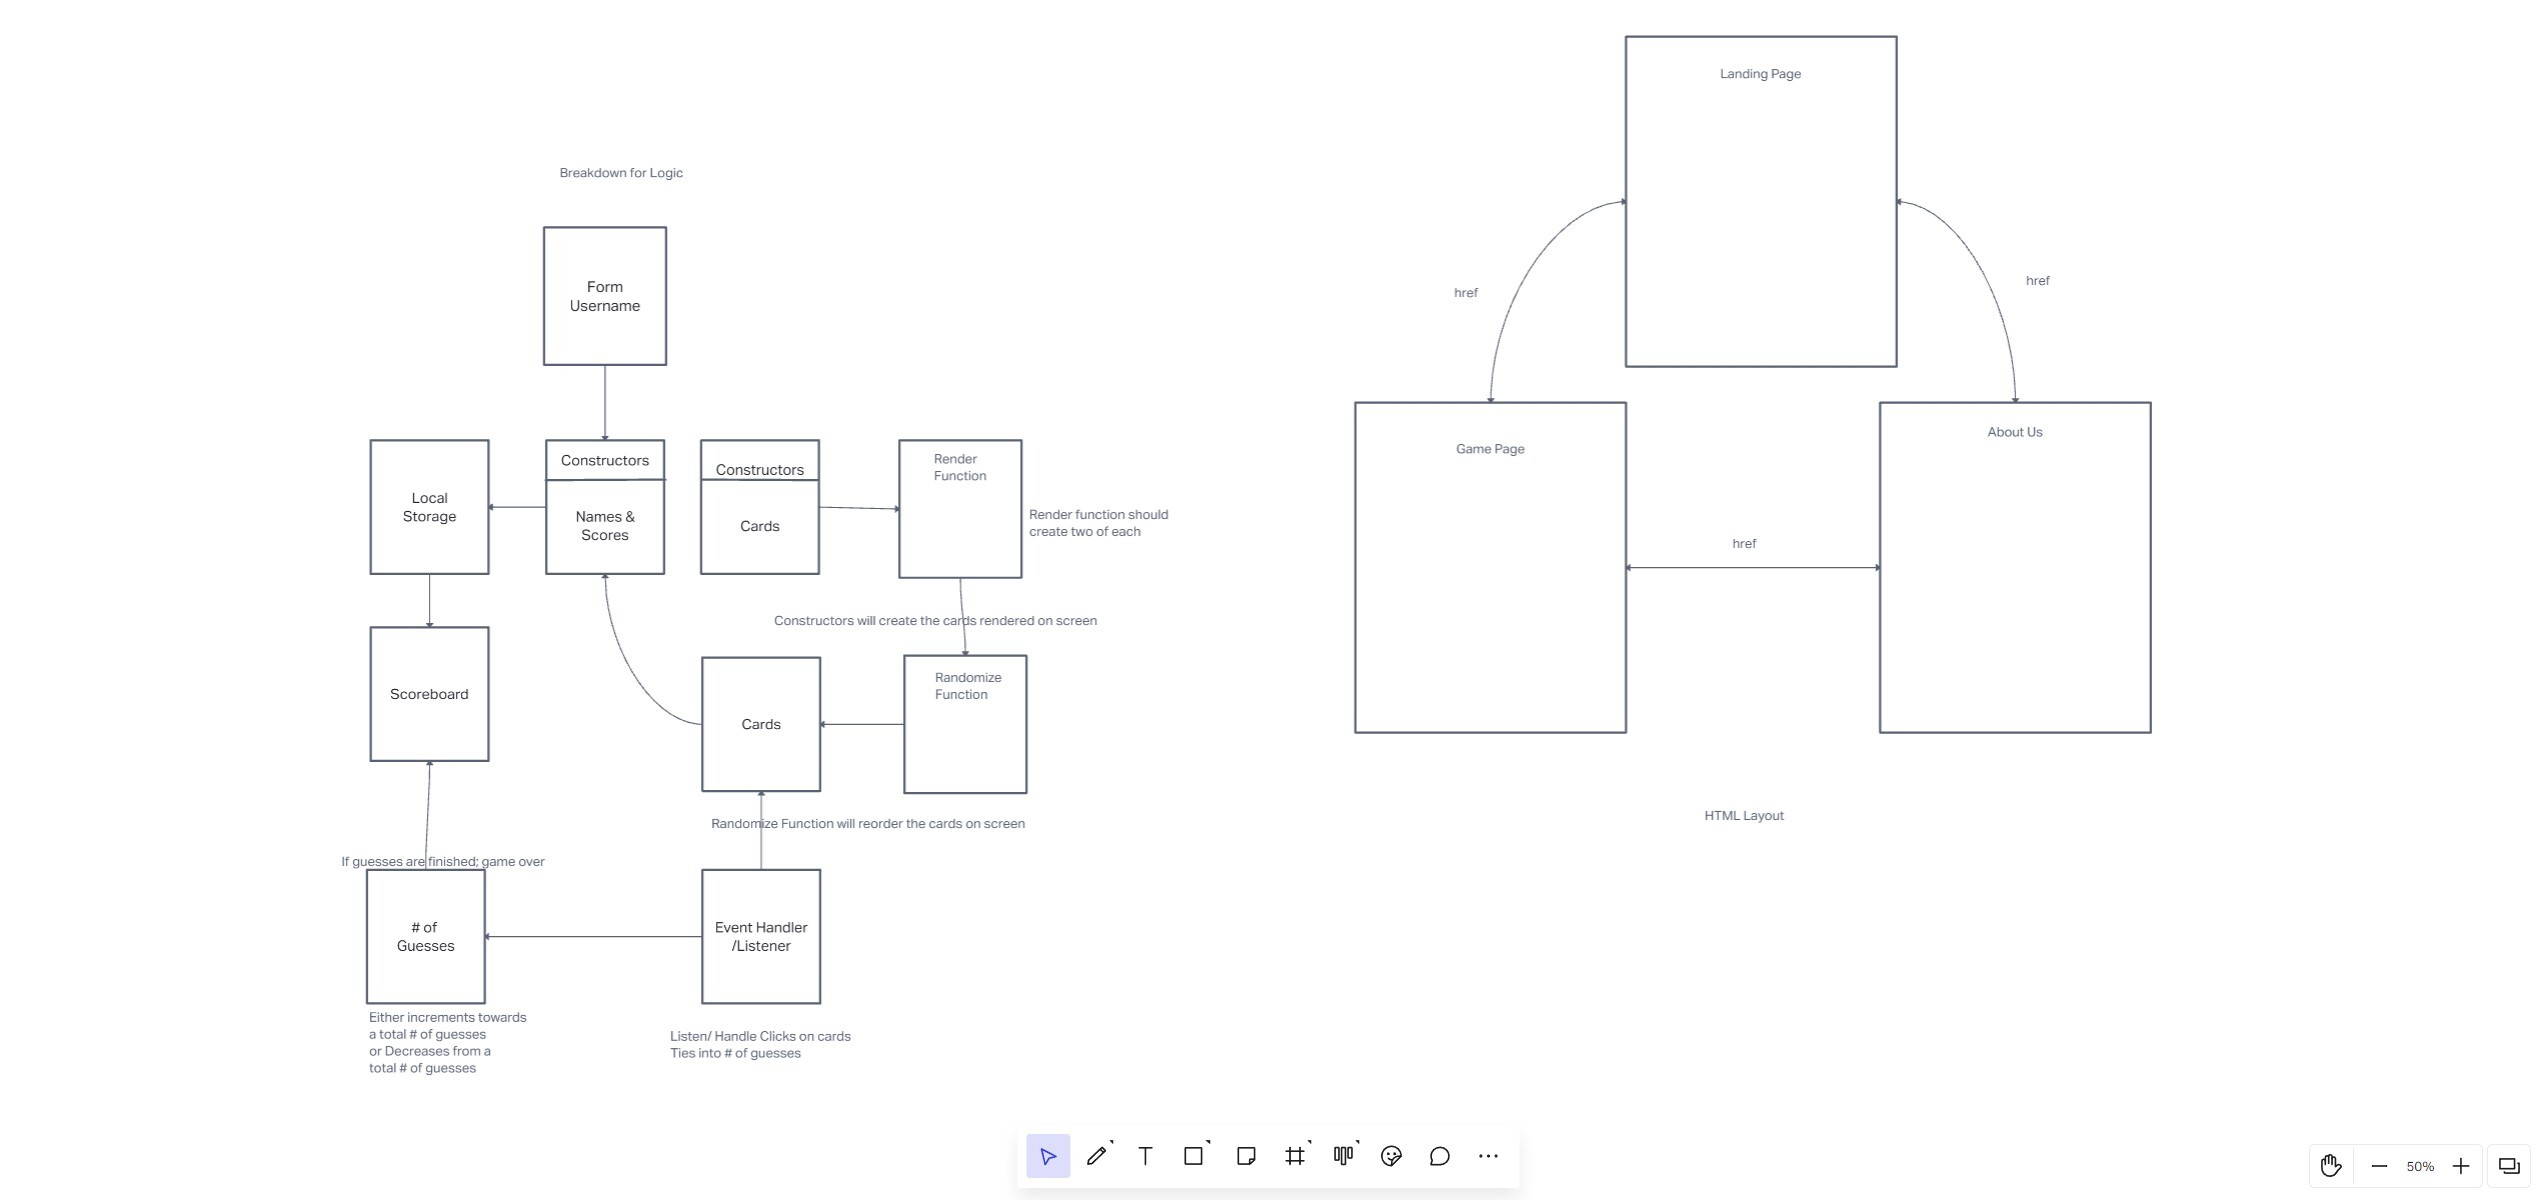 Breakdown for Logic
Form
Username
Local
Storage
Constructors
Names &
Scores
Constructors
Cards
Render
Function
Render function should
create two of each
Constructors will create the cards rendered on screen
Scoreboard
Cards
Randomize
Function
Randomize Function will reorder the cards on screen
If guesses are finished; game over
# of
Guesses
Event Handler
/Listener
Either increments towards
a total # of guesses
or Decreases from a
total # of guesses
Listen/ Handle Clicks on cards
Ties into # of guesses
Landing Page
href
href
Game Page
About Us
href
HTML Layout
50%